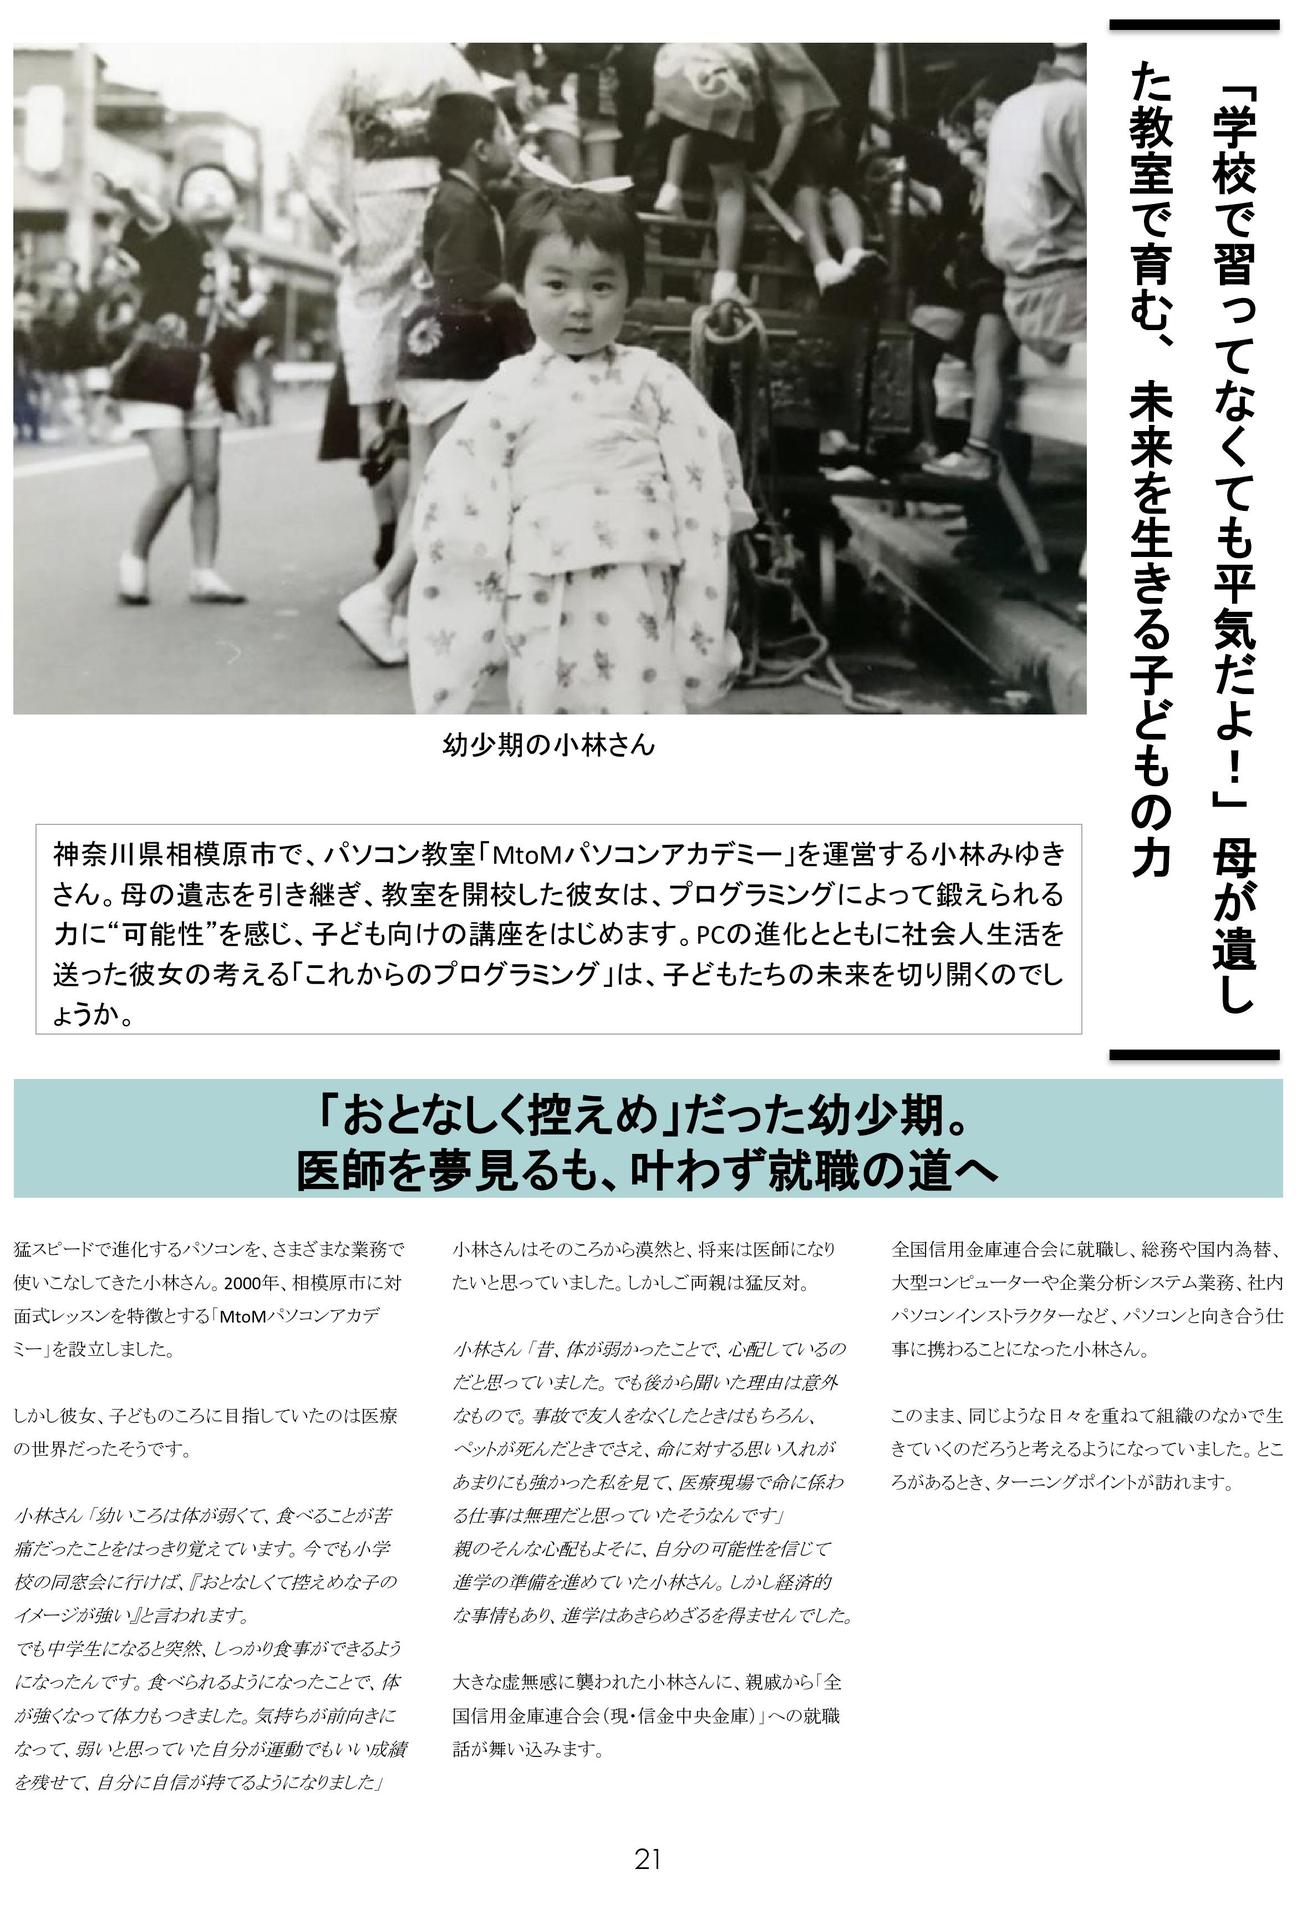 「学校で習ってなくても平気だよ！」母が遺し
た教室で育む、未来を生きる子どもの力
幼少期の小林さん
神奈川県相模原市で、パソコン教室「MtoMパソコンアカデミー」を運営する小林みゆき
さん。母の遺志を引き継ぎ、教室を開校した彼女は、プログラミングによって鍛えられる
力に“可能性”を感じ、子ども向けの講座をはじめます。PCの進化とともに社会人生活を
送った彼女の考える「これからのプログラミング」は、子どもたちの未来を切り開くのでし
ょうか。
「おとなしく控えめ」だった幼少期。
医師を夢見るも、叶わず就職の道へ
猛スピードで進化するパソコンを、さまざまな業務で
使いこなしてきた小林さん。2000年、相模原市に対
面式レッスンを特徴とする「MtoMパソコンアカデ
ミー」を設立しました。
しかし彼女、子どものころに目指していたのは医療
の世界だったそうです。
小林さん「幼いころは体が弱くて、食べることが苦
痛だったことをはっきり覚えています。今でも小学
校の同窓会に行けば、『おとなしくて控えめな子の
イメージが強い』と言われます。
でも中学生になると突然、しっかり食事ができるよう
になったんです。食べられるようになったことで、体
が強くなって体力もつきました。気持ちが前向きに
なって、弱いと思っていた自分が運動でもいい成績
を残せて、自分に自信が持てるようになりました」
小林さんはそのころから漠然と、将来は医師になり
たいと思っていました。しかしご両親は猛反対。
小林さん「昔、体が弱かったことで、心配しているの
だと思っていました。でも後から聞いた理由は意外
なもので。事故で友人をなくしたときはもちろん、
ペットが死んだときでさえ、命に対する思い入れが
あまりにも強かった私を見て、医療現場で命に係わ
る仕事は無理だと思っていたそうなんです」
親のそんな心配もよそに、自分の可能性を信じて
進学の準備を進めていた小林さん。しかし経済的
な事情もあり、進学はあきらめざるを得ませんでした。
大きな虚無感に襲われた小林さんに、親戚から「全
国信用金庫連合会（現・信金中央金庫）」への就職
話が舞い込みます。
全国信用金庫連合会に就職し、総務や国内為替、
大型コンピューターや企業分析システム業務、社内
パソコンインストラクターなど、パソコンと向き合う仕
事に携わることになった小林さん。
このまま、同じような日々を重ねて組織のなかで生
きていくのだろうと考えるようになっていました。とこ
ろがあるとき、ターニングポイントが訪れます。
21